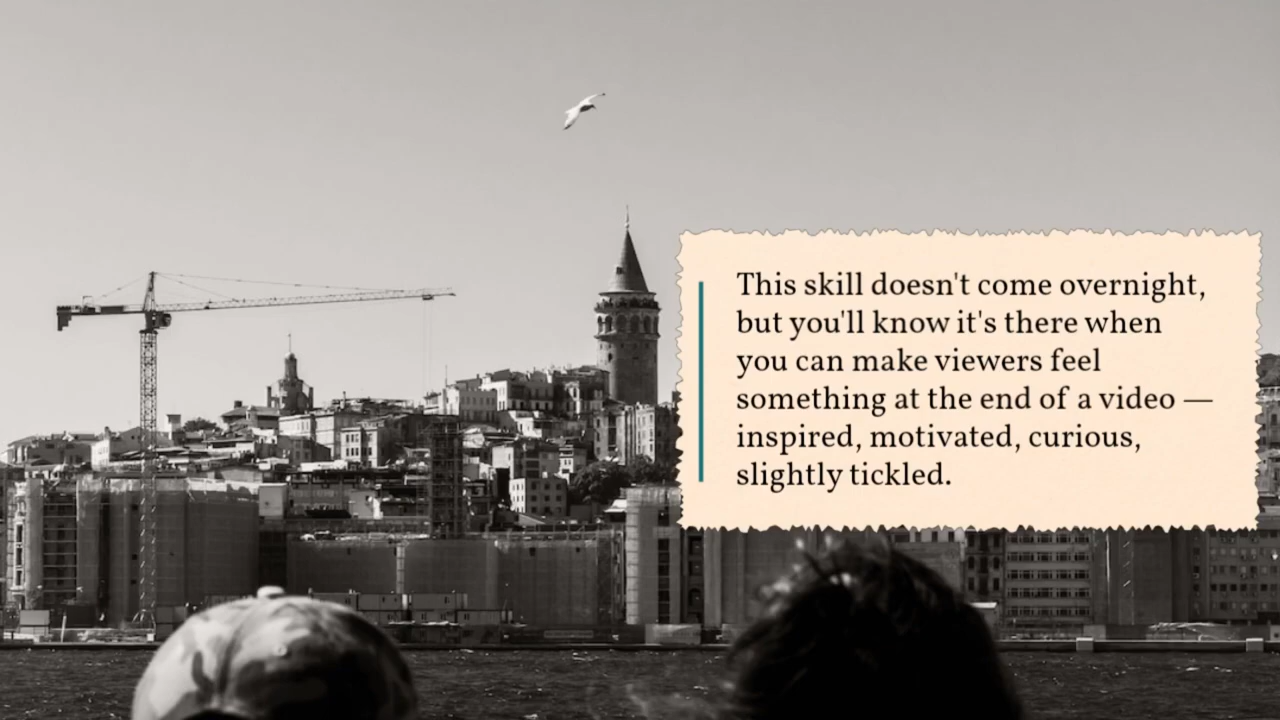 This skill doesn't come overnight,
but you'll know it's there when
you can make viewers feel
something at the end of a video —
inspired, motivated, curious,
slightly tickled.